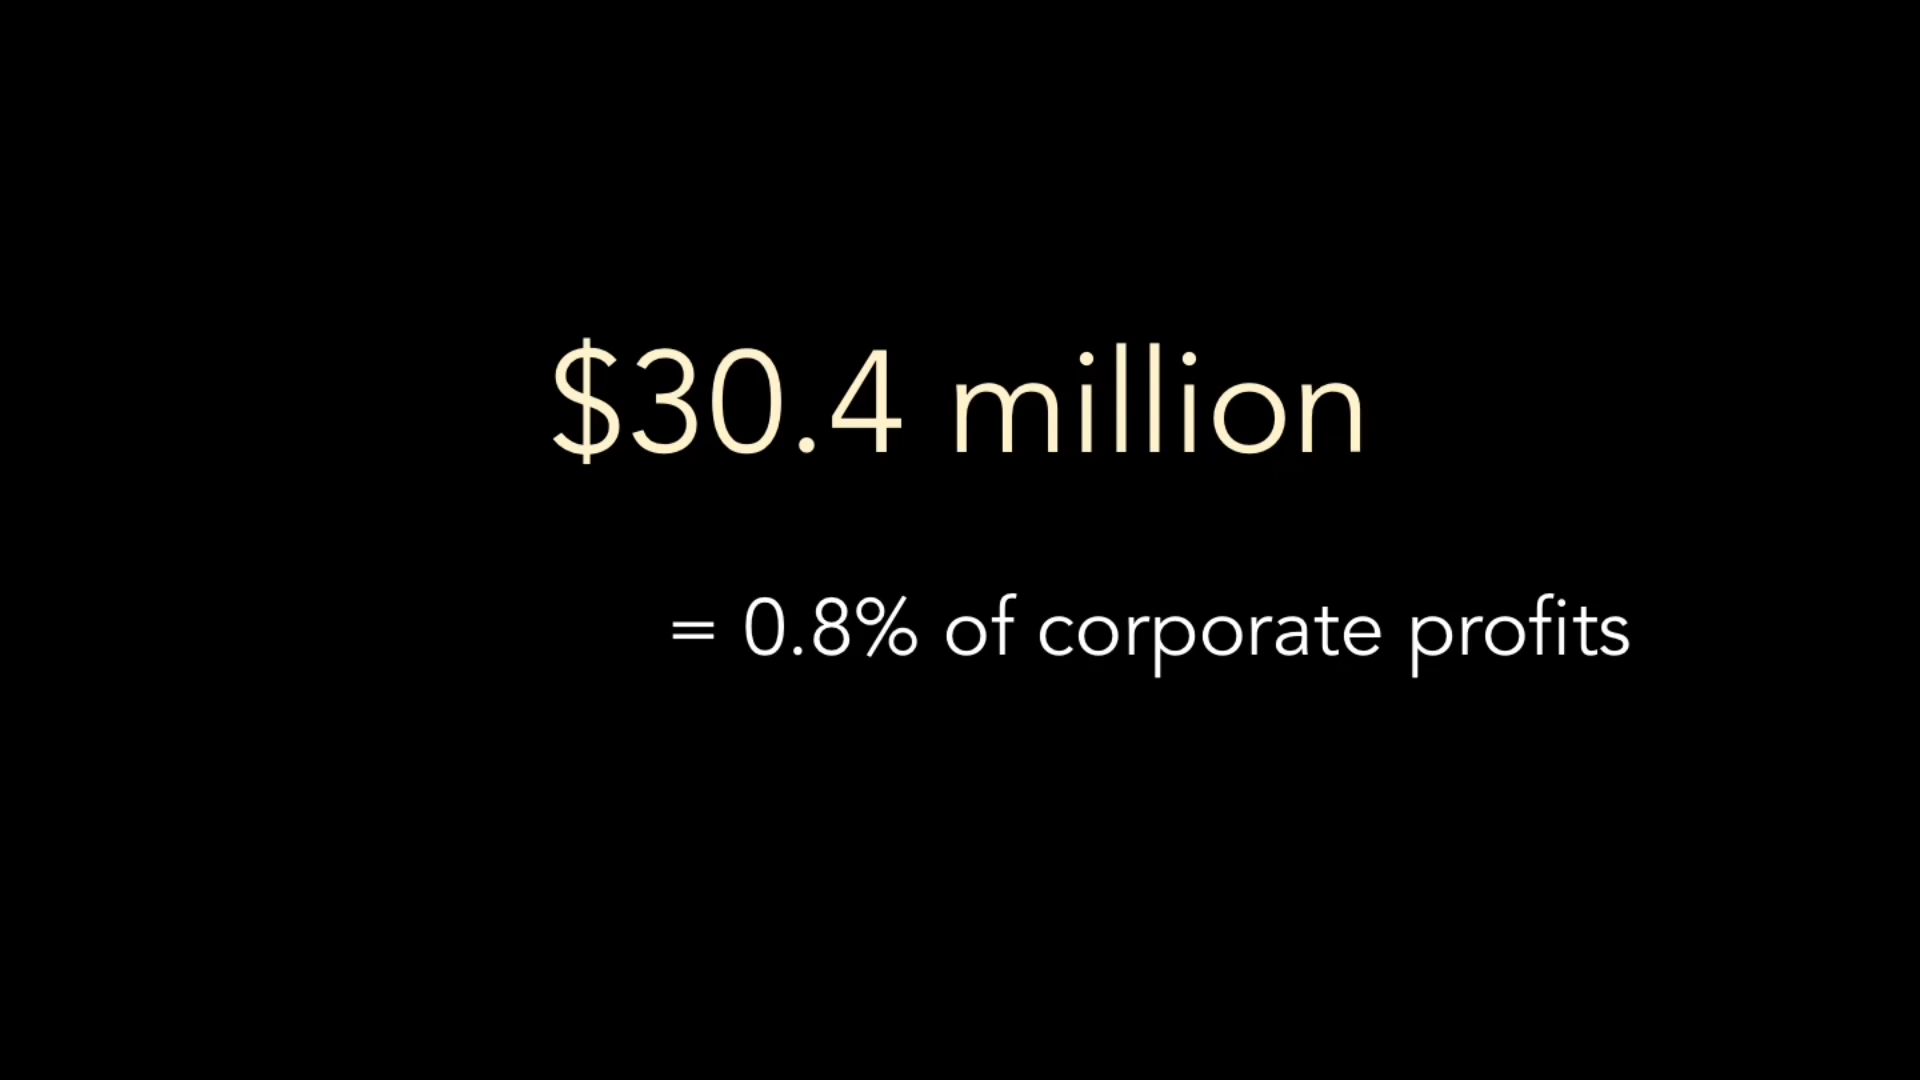 $30.4 million
= 0.8% of corporate profits